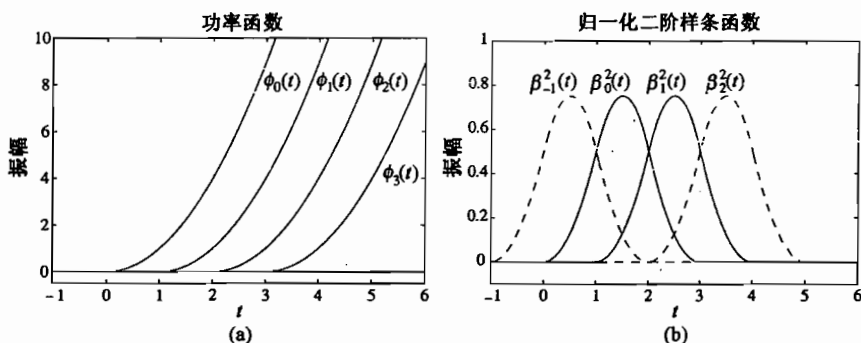 功率函数
10
8
6
4
2
0
振幅
ϕ₀(t)
ϕ₁(t)
ϕ₂(t)
ϕ₃(t)
-1 0 1 2 3 4 5 6
t
(a)
归一化二阶样条函数
1
0.8
0.6
0.4
0.2
0
振幅
β²₋₁(t) β²₀(t) β²₁(t) β²₂(t)
-1 0 1 2 3 4 5 6
t
(b)